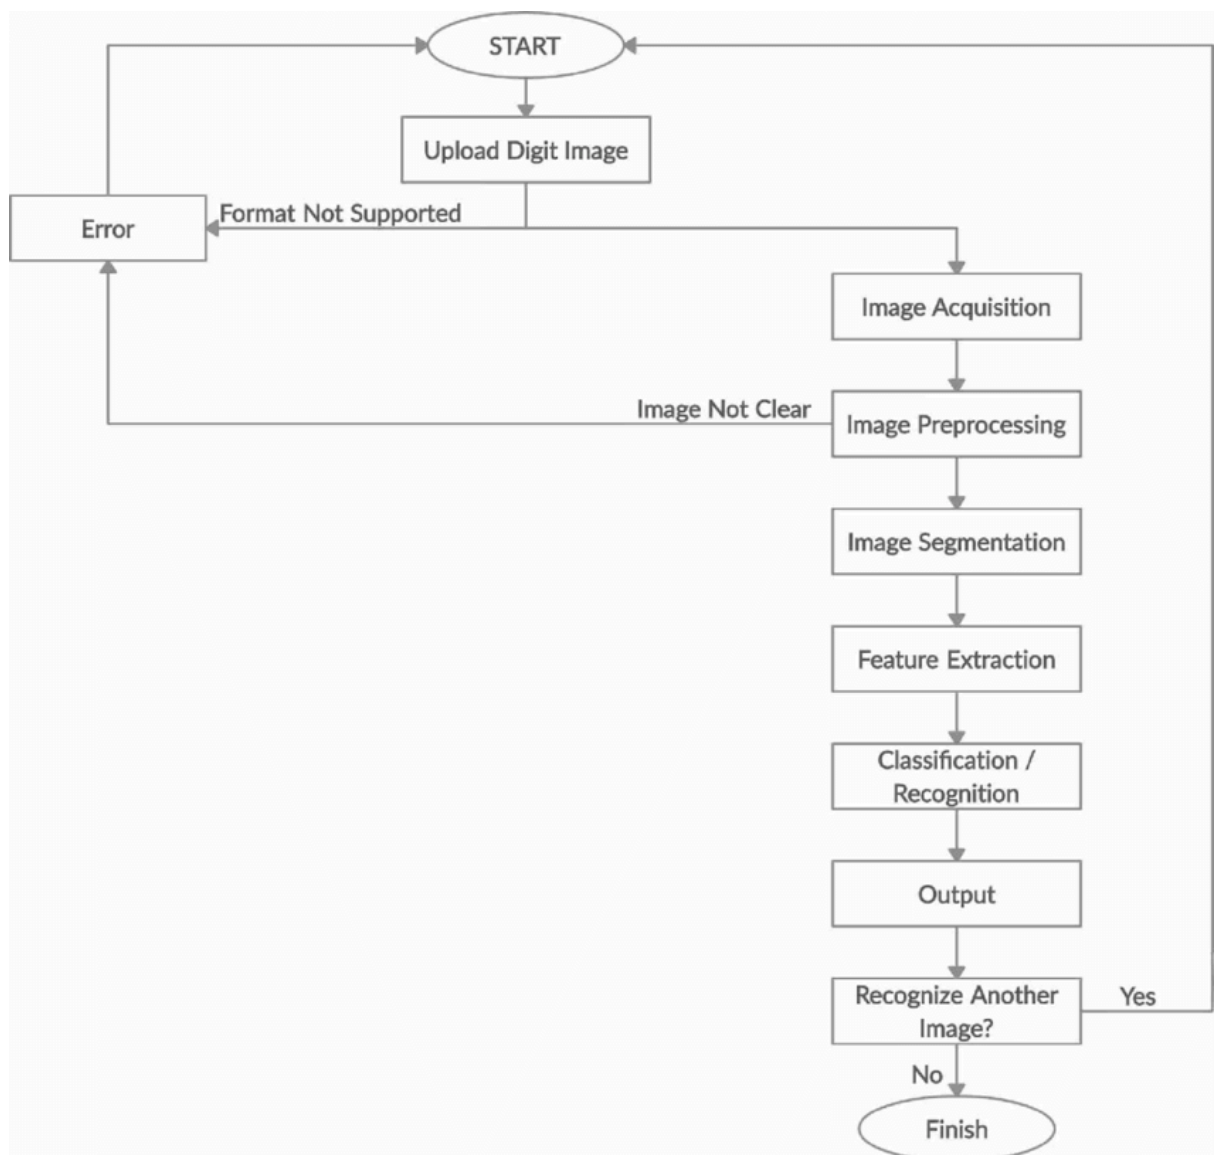 START
Upload Digit Image
Format Not Supported
Error
Image Acquisition
Image Not Clear
Image Preprocessing
Image Segmentation
Feature Extraction
Classification /
Recognition
Output
Recognize Another
Image?
Yes
No
Finish